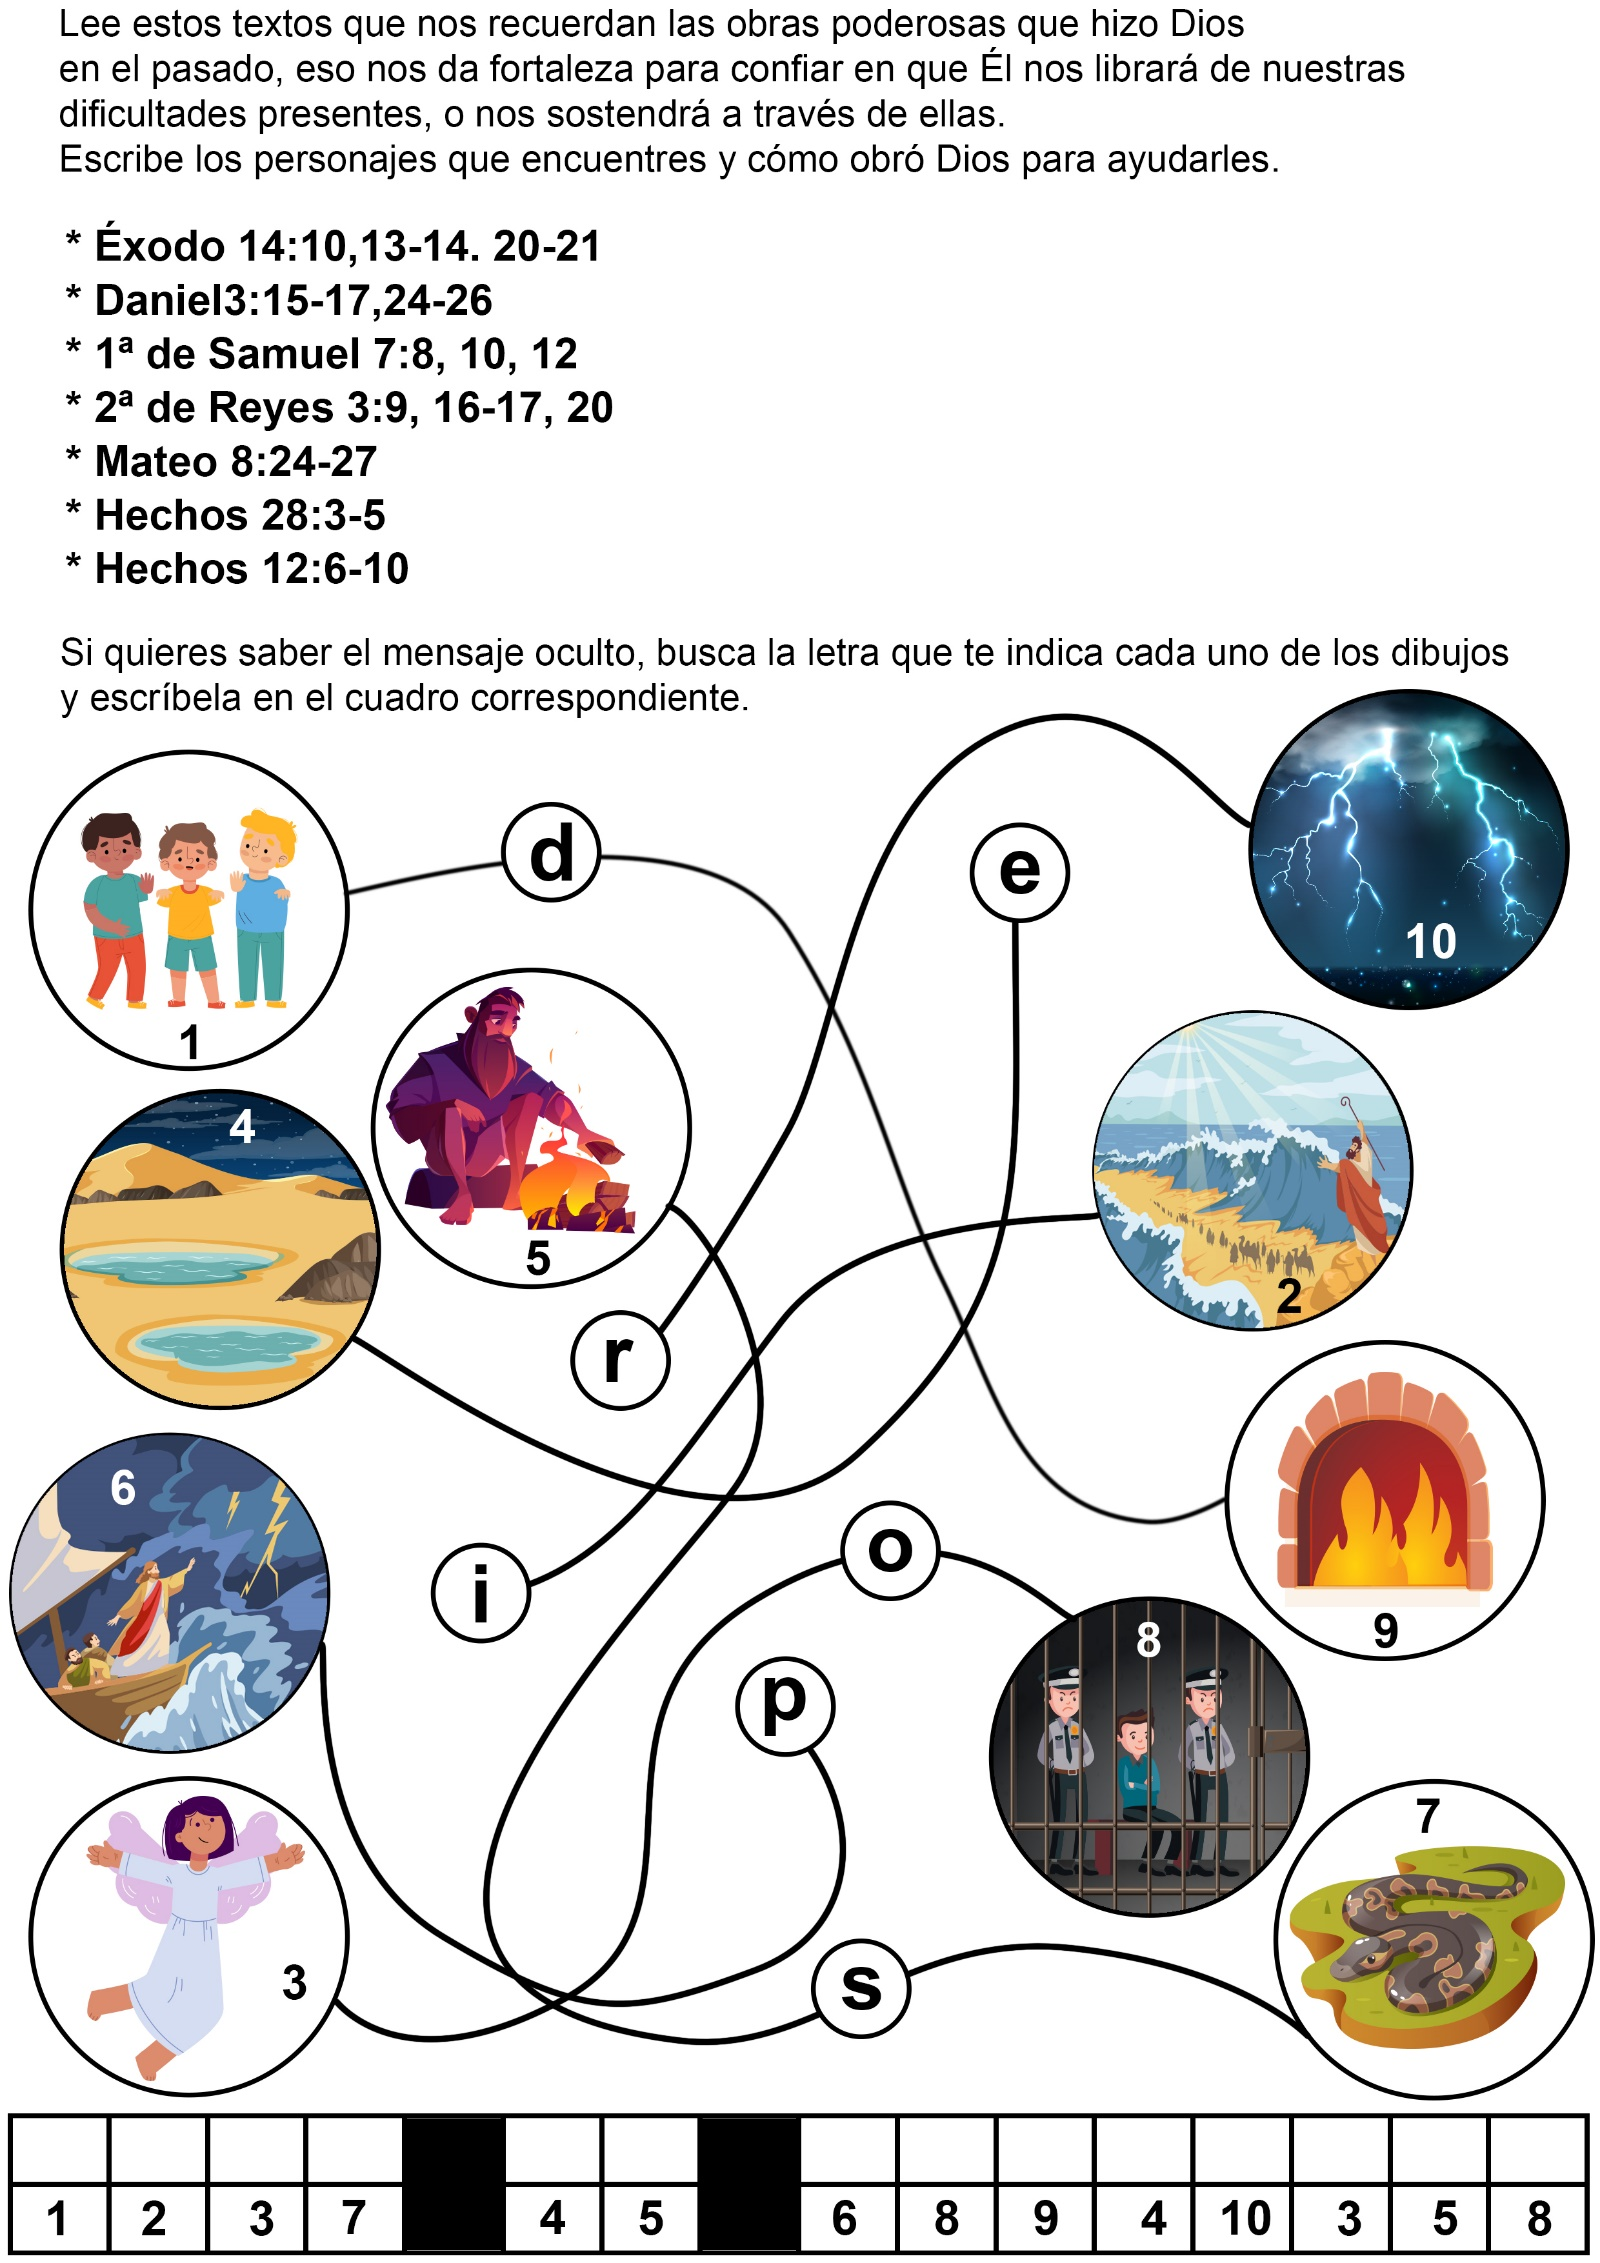 Lee estos textos que nos recuerdan las obras poderosas que hizo Dios
en el pasado, eso nos da fortaleza para confiar en que Él nos librará de nuestras
dificultades presentes, o nos sostendrá a través de ellas.
Escribe los personajes que encuentres y cómo obró Dios para ayudarles.
* Éxodo 14:10,13-14. 20-21
* Daniel3:15-17,24-26
* 1ª de Samuel 7:8, 10, 12
* 2ª de Reyes 3:9, 16-17, 20
* Mateo 8:24-27
* Hechos 28:3-5
* Hechos 12:6-10
Si quieres saber el mensaje oculto, busca la letra que te indica cada uno de los dibujos
y escríbela en el cuadro correspondiente.
d
e
10
1
4
5
2
r
6
i
o
9
8
p
7
3
s
1 2 3 7 4 5 6 8 9 4 10 3 5 8